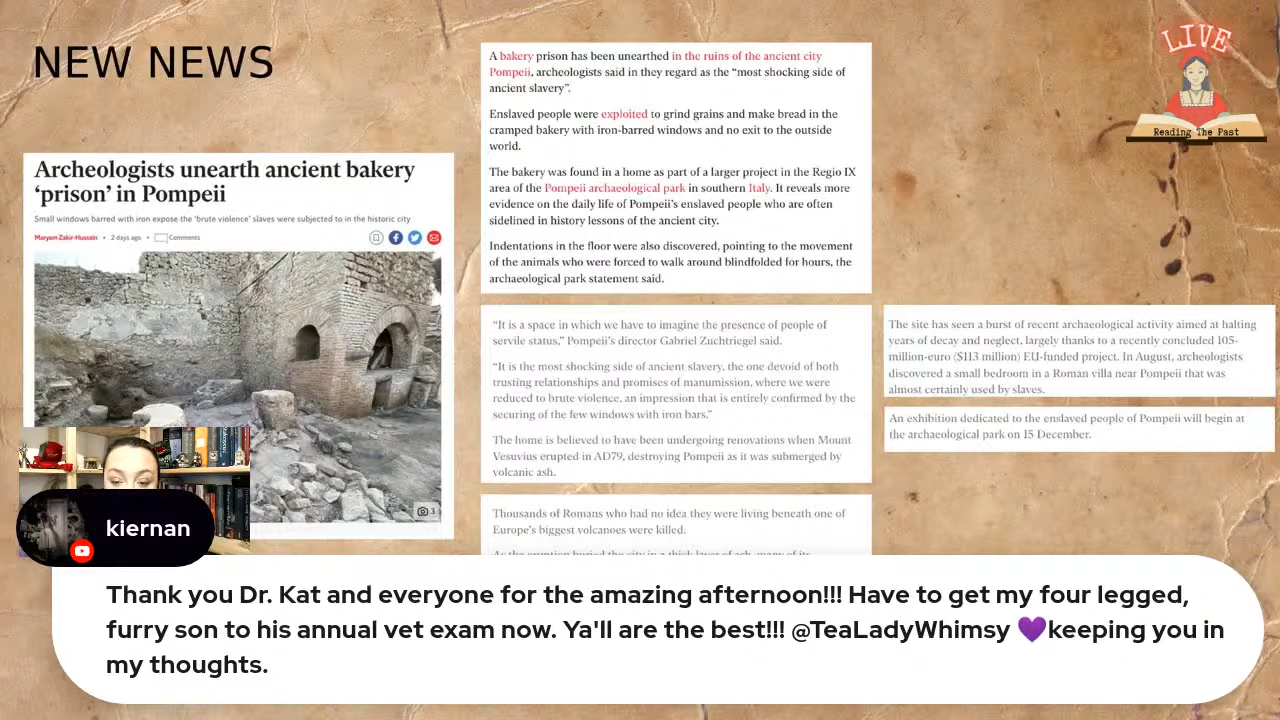 NEW NEWS
LIVE
Reading The Past
Archeologists unearth ancient bakery
‘prison’ in Pompeii
Small windows barred with iron expose the ‘brute violence’ slaves were subjected to in the historic city
Maryam Zakir-Hussain • 2 days ago • Comments
3
A bakery prison has been unearthed in the ruins of the ancient city
Pompeii, archeologists said in they regard as the “most shocking side of
ancient slavery”.
Enslaved people were exploited to grind grains and make bread in the
cramped bakery with iron-barred windows and no exit to the outside
world.
The bakery was found in a home as part of a larger project in the Regio IX
area of the Pompeii archaeological park in southern Italy. It reveals more
evidence on the daily life of Pompeii’s enslaved people who are often
sidelined in history lessons of the ancient city.
Indentations in the floor were also discovered, pointing to the movement
of the animals who were forced to walk around blindfolded for hours, the
archaeological park statement said.
“It is a space in which we have to imagine the presence of people of
servile status,” Pompeii’s director Gabriel Zuchtriegel said.
“It is the most shocking side of ancient slavery, the one devoid of both
trusting relationships and promises of manumission, where we were
reduced to brute violence, an impression that is entirely confirmed by the
securing of the few windows with iron bars.”
The home is believed to have been undergoing renovations when Mount
Vesuvius erupted in AD79, destroying Pompeii as it was submerged by
volcanic ash.
Thousands of Romans who had no idea they were living beneath one of
Europe’s biggest volcanoes were killed.
As the eruption buried the city in a thick layer of ash, many of its
The site has seen a burst of recent archaeological activity aimed at halting
years of decay and neglect, largely thanks to a recently concluded 105-
million-euro ($113 million) EU-funded project. In August, archeologists
discovered a small bedroom in a Roman villa near Pompeii that was
almost certainly used by slaves.
An exhibition dedicated to the enslaved people of Pompeii will begin at
the archaeological park on 15 December.
kiernan
Thank you Dr. Kat and everyone for the amazing afternoon!!! Have to get my four legged,
furry son to his annual vet exam now. Ya'll are the best!!! @TeaLadyWhimsy 💜keeping you in
my thoughts.